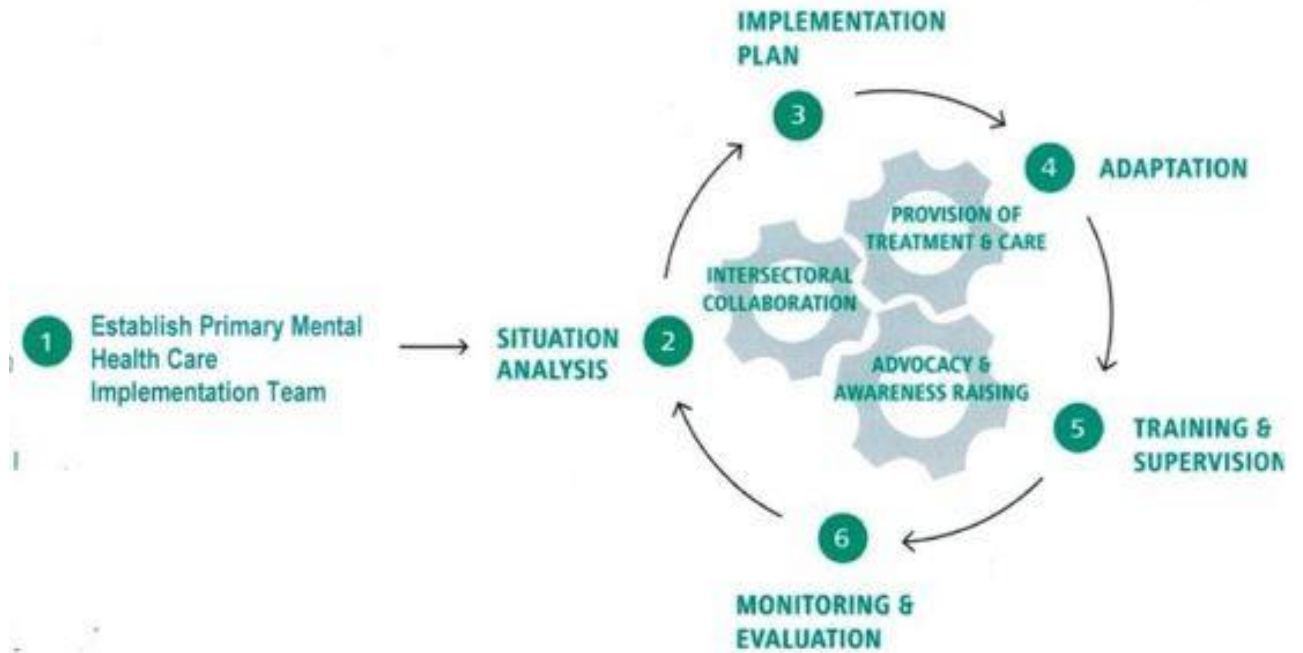 1
Establish Primary Mental
Health Care
Implementation Team
SITUATION
ANALYSIS
2
IMPLEMENTATION
PLAN
3
4
ADAPTATION
5
TRAINING &
SUPERVISION
6
MONITORING &
EVALUATION
INTERSECTORAL
COLLABORATION
PROVISION OF
TREATMENT & CARE
ADVOCACY &
AWARENESS RAISING